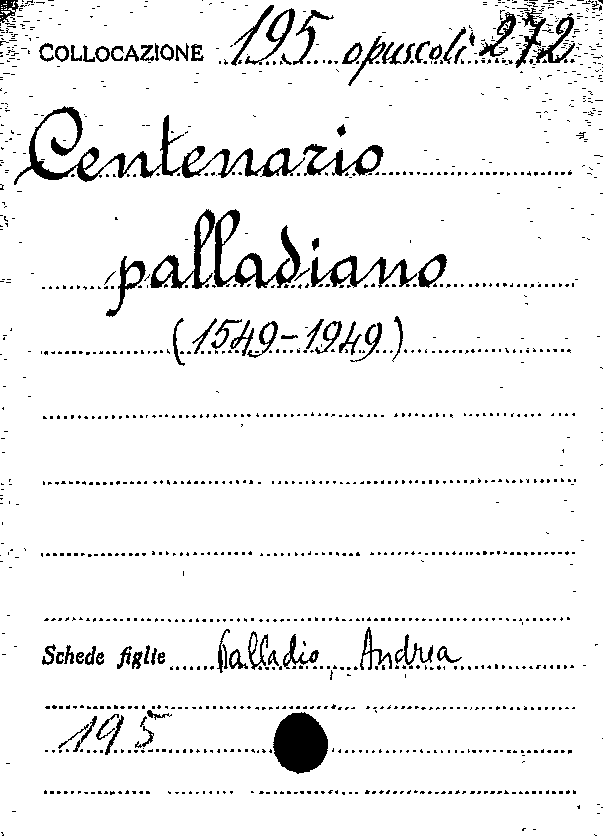 COLLOCAZIONE 195 opuscoli 272
Centenario
palladiano
(1549-1949)
Schede figlie Palladio, Andrea
195